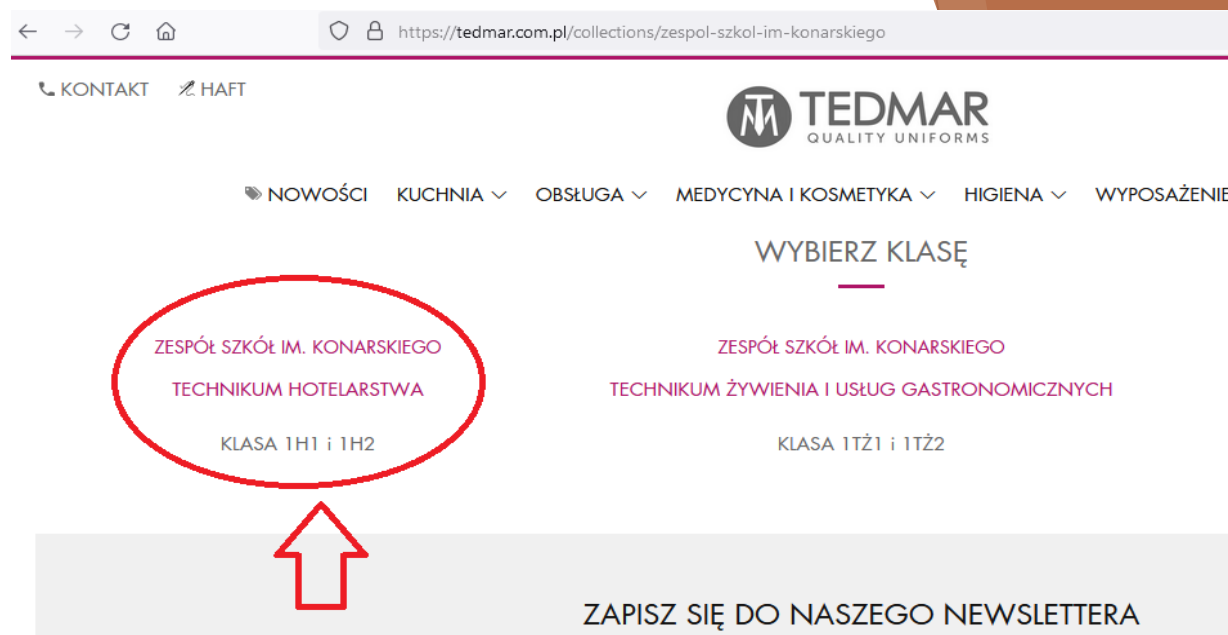 https://tedmar.com.pl/collections/zespol-szkol-im-konarskiego
KONTAKT HAFT
TM TEDMAR
QUALITY UNIFORMS
NOWOŚCI KUCHNIA OBSŁUGA MEDYCYNA I KOSMETYKA HIGIENA WYPOSAŻENIE
WYBIERZ KLASĘ
ZESPÓŁ SZKÓŁ IM. KONARSKIEGO
TECHNIKUM HOTELARSTWA
KLASA 1H1 i 1H2
ZESPÓŁ SZKÓŁ IM. KONARSKIEGO
TECHNIKUM ŻYWIENIA I USŁUG GASTRONOMICZNYCH
KLASA 1TŻ1 i 1TŻ2
ZAPISZ SIĘ DO NASZEGO NEWSLETTERA